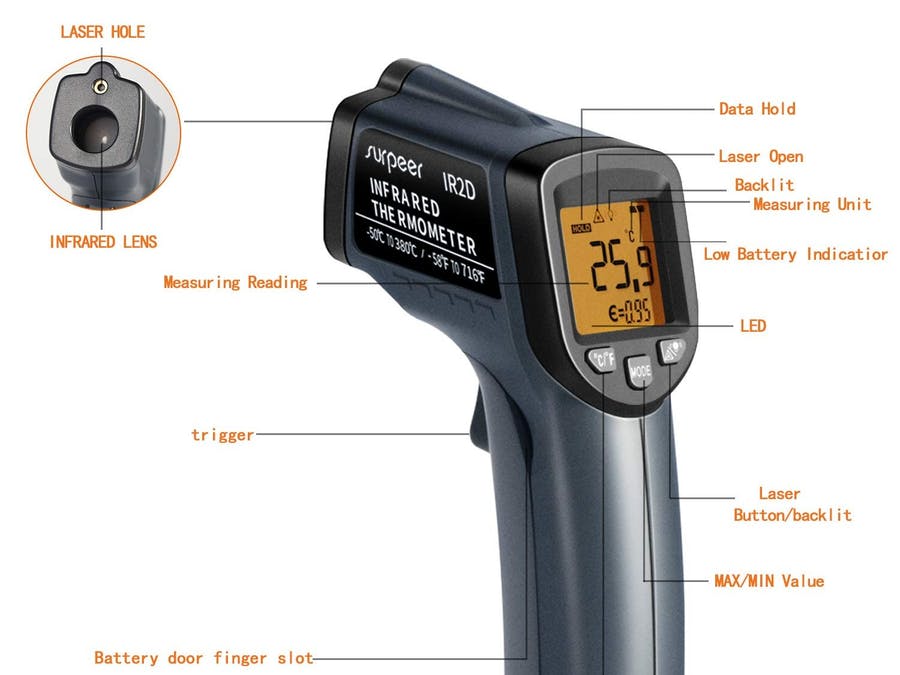 LASER HOLE
INFRARED LENS
surpeer IR2D
INFRARED
THERMOMETER
-50℃ TO 380℃ / -58℉ TO 716℉
Data Hold
Laser Open
Backlit
Measuring Unit
Low Battery Indicatior
HOLD
℃
25,9
€=0.95
Measuring Reading
LED
°C/°F
MODE
trigger
Laser
Button/backlit
MAX/MIN Value
Battery door finger slot